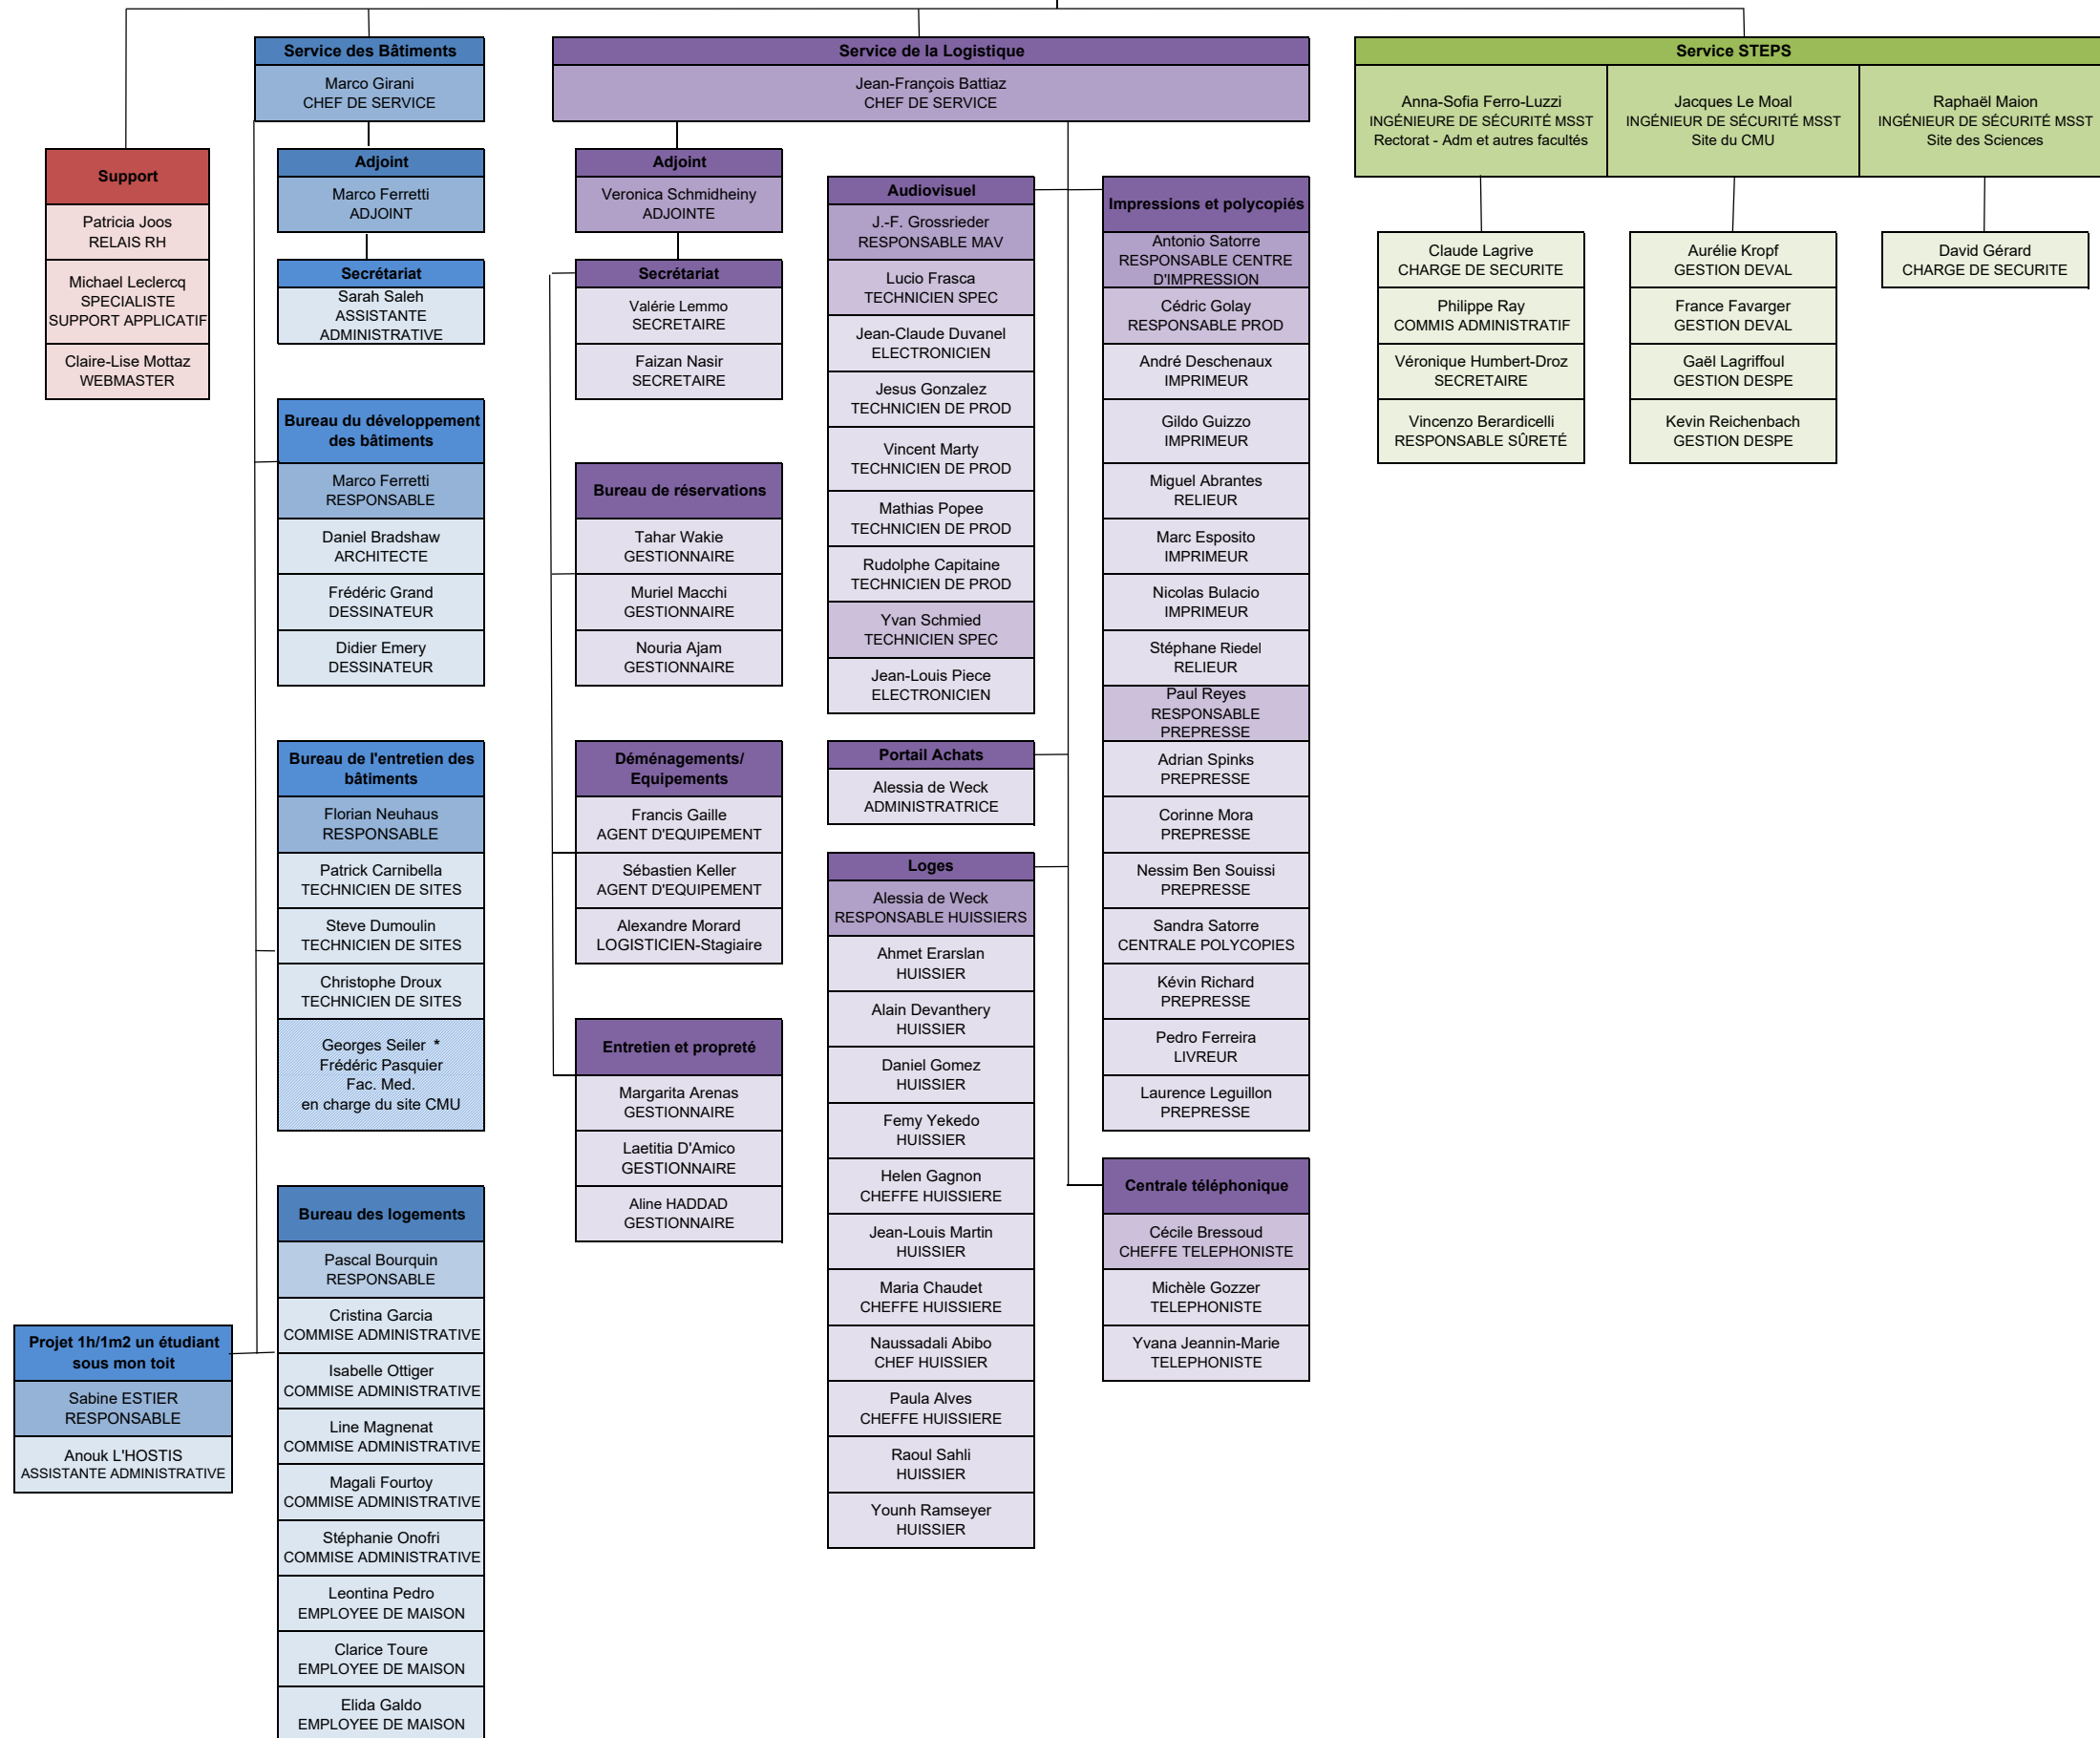 Service des Bâtiments
Marco Girani
CHEF DE SERVICE
Service de la Logistique
Jean-François Battiaz
CHEF DE SERVICE
Service STEPS
Anna-Sofia Ferro-Luzzi
INGÉNIEURE DE SÉCURITÉ MSST
Rectorat - Adm et autres facultés
Jacques Le Moal
INGÉNIEUR DE SÉCURITÉ MSST
Site du CMU
Raphaël Maion
INGÉNIEUR DE SÉCURITÉ MSST
Site des Sciences
Support
Patricia Joos
RELAIS RH
Michael Leclercq
SPECIALISTE
SUPPORT APPLICATIF
Claire-Lise Mottaz
WEBMASTER
Adjoint
Marco Ferretti
ADJOINT
Secrétariat
Sarah Saleh
ASSISTANTE
ADMINISTRATIVE
Bureau du développement
des bâtiments
Marco Ferretti
RESPONSABLE
Daniel Bradshaw
ARCHITECTE
Frédéric Grand
DESSINATEUR
Didier Emery
DESSINATEUR
Bureau de l'entretien des
bâtiments
Florian Neuhaus
RESPONSABLE
Patrick Carnibella
TECHNICIEN DE SITES
Steve Dumoulin
TECHNICIEN DE SITES
Christophe Droux
TECHNICIEN DE SITES
Georges Seiler *
Frédéric Pasquier
Fac. Med.
en charge du site CMU
Bureau des logements
Pascal Bourquin
RESPONSABLE
Cristina Garcia
COMMISE ADMINISTRATIVE
Isabelle Ottiger
COMMISE ADMINISTRATIVE
Line Magnenat
COMMISE ADMINISTRATIVE
Magali Fourtoy
COMMISE ADMINISTRATIVE
Stéphanie Onofri
COMMISE ADMINISTRATIVE
Leontina Pedro
EMPLOYEE DE MAISON
Clarice Toure
EMPLOYEE DE MAISON
Elida Galdo
EMPLOYEE DE MAISON
Projet 1h/1m2 un étudiant
sous mon toit
Sabine ESTIER
RESPONSABLE
Anouk L'HOSTIS
ASSISTANTE ADMINISTRATIVE
Adjoint
Veronica Schmidheiny
ADJOINTE
Secrétariat
Valérie Lemmo
SECRETAIRE
Faizan Nasir
SECRETAIRE
Bureau de réservations
Tahar Wakie
GESTIONNAIRE
Muriel Macchi
GESTIONNAIRE
Nouria Ajam
GESTIONNAIRE
Déménagements/
Equipements
Francis Gaille
AGENT D'EQUIPEMENT
Sébastien Keller
AGENT D'EQUIPEMENT
Alexandre Morard
LOGISTICIEN-Stagiaire
Entretien et propreté
Margarita Arenas
GESTIONNAIRE
Laetitia D'Amico
GESTIONNAIRE
Aline HADDAD
GESTIONNAIRE
Audiovisuel
J.-F. Grossrieder
RESPONSABLE MAV
Lucio Frasca
TECHNICIEN SPEC
Jean-Claude Duvanel
ELECTRONICIEN
Jesus Gonzalez
TECHNICIEN DE PROD
Vincent Marty
TECHNICIEN DE PROD
Mathias Popee
TECHNICIEN DE PROD
Rudolphe Capitaine
TECHNICIEN DE PROD
Yvan Schmied
TECHNICIEN SPEC
Jean-Louis Piece
ELECTRONICIEN
Portail Achats
Alessia de Weck
ADMINISTRATRICE
Loges
Alessia de Weck
RESPONSABLE HUISSIERS
Ahmet Erarslan
HUISSIER
Alain Devanthery
HUISSIER
Daniel Gomez
HUISSIER
Femy Yekedo
HUISSIER
Helen Gagnon
CHEFFE HUISSIERE
Jean-Louis Martin
HUISSIER
Maria Chaudet
CHEFFE HUISSIERE
Naussadali Abibo
CHEF HUISSIER
Paula Alves
CHEFFE HUISSIERE
Raoul Sahli
HUISSIER
Younh Ramseyer
HUISSIER
Impressions et polycopiés
Antonio Satorre
RESPONSABLE CENTRE
D'IMPRESSION
Cédric Golay
RESPONSABLE PROD
André Deschenaux
IMPRIMEUR
Gildo Guizzo
IMPRIMEUR
Miguel Abrantes
RELIEUR
Marc Esposito
IMPRIMEUR
Nicolas Bulacio
IMPRIMEUR
Stéphane Riedel
RELIEUR
Paul Reyes
RESPONSABLE
PREPRESSE
Adrian Spinks
PREPRESSE
Corinne Mora
PREPRESSE
Nessim Ben Souissi
PREPRESSE
Sandra Satorre
CENTRALE POLYCOPIES
Kévin Richard
PREPRESSE
Pedro Ferreira
LIVREUR
Laurence Leguillon
PREPRESSE
Centrale téléphonique
Cécile Bressoud
CHEFFE TELEPHONISTE
Michèle Gozzer
TELEPHONISTE
Yvana Jeannin-Marie
TELEPHONISTE
Claude Lagrive
CHARGE DE SECURITE
Philippe Ray
COMMIS ADMINISTRATIF
Véronique Humbert-Droz
SECRETAIRE
Vincenzo Berardicelli
RESPONSABLE SÛRETÉ
Aurélie Kropf
GESTION DEVAL
France Favarger
GESTION DEVAL
Gaël Lagriffoul
GESTION DESPE
Kevin Reichenbach
GESTION DESPE
David Gérard
CHARGE DE SECURITE